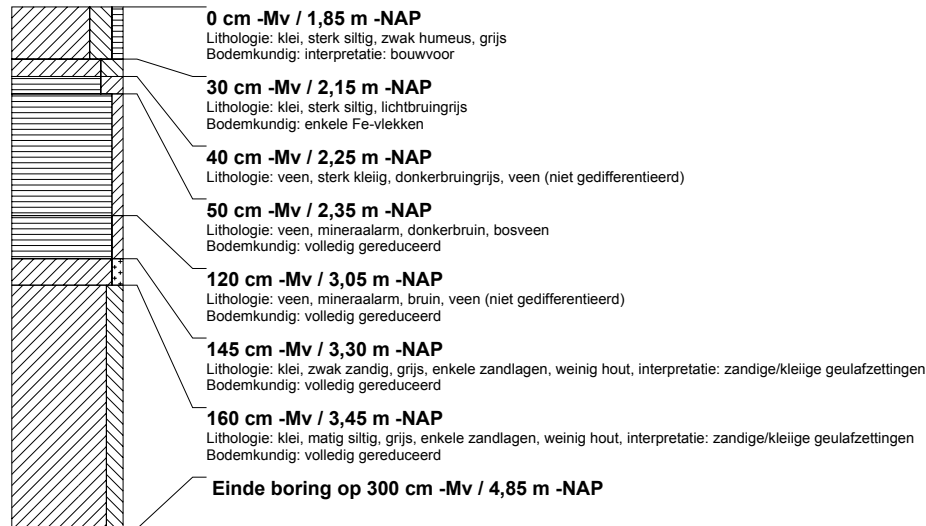 0 cm -Mv / 1,85 m -NAP
Lithologie: klei, sterk siltig, zwak humeus, grijs
Bodemkundig: interpretatie: bouwvoor
30 cm -Mv / 2,15 m -NAP
Lithologie: klei, sterk siltig, lichtbruingrijs
Bodemkundig: enkele Fe-vlekken
40 cm -Mv / 2,25 m -NAP
Lithologie: veen, sterk kleiig, donkerbruingrijs, veen (niet gedifferentieerd)
50 cm -Mv / 2,35 m -NAP
Lithologie: veen, mineraalarm, donkerbruin, bosveen
Bodemkundig: volledig gereduceerd
120 cm -Mv / 3,05 m -NAP
Lithologie: veen, mineraalarm, bruin, veen (niet gedifferentieerd)
Bodemkundig: volledig gereduceerd
145 cm -Mv / 3,30 m -NAP
Lithologie: klei, zwak zandig, grijs, enkele zandlagen, weinig hout, interpretatie: zandige/kleiige geulafzettingen
Bodemkundig: volledig gereduceerd
160 cm -Mv / 3,45 m -NAP
Lithologie: klei, matig siltig, grijs, enkele zandlagen, weinig hout, interpretatie: zandige/kleiige geulafzettingen
Bodemkundig: volledig gereduceerd
Einde boring op 300 cm -Mv / 4,85 m -NAP